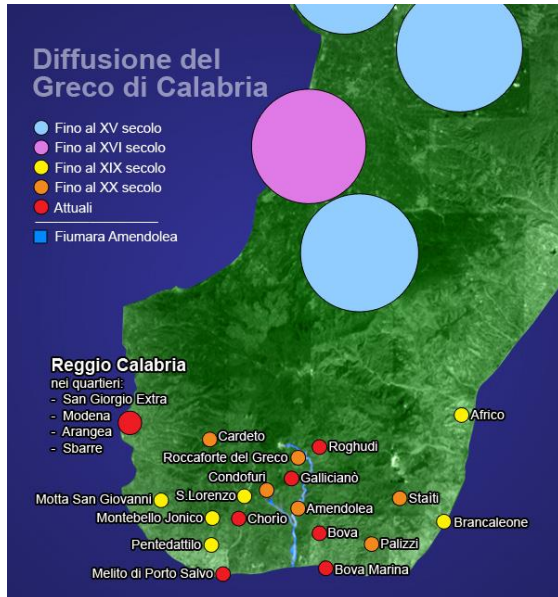 Diffusione del
Greco di Calabria
Fino al XV secolo
Fino al XVI secolo
Fino al XIX secolo
Fino al XX secolo
Attuali
Fiumara Amendolea
Reggio Calabria
nei quartieri:
- San Giorgio Extra
- Modena
- Arangea
- Sbarre
Africo
Cardeto
Roghudi
Roccaforte del Greco
Condofuri
Gallicianò
Motta San Giovanni
S.Lorenzo
Staiti
Amendolea
Montebello Jonico
Chorìo
Brancaleone
Bova
Pentedattilo
Palizzi
Melito di Porto Salvo
Bova Marina